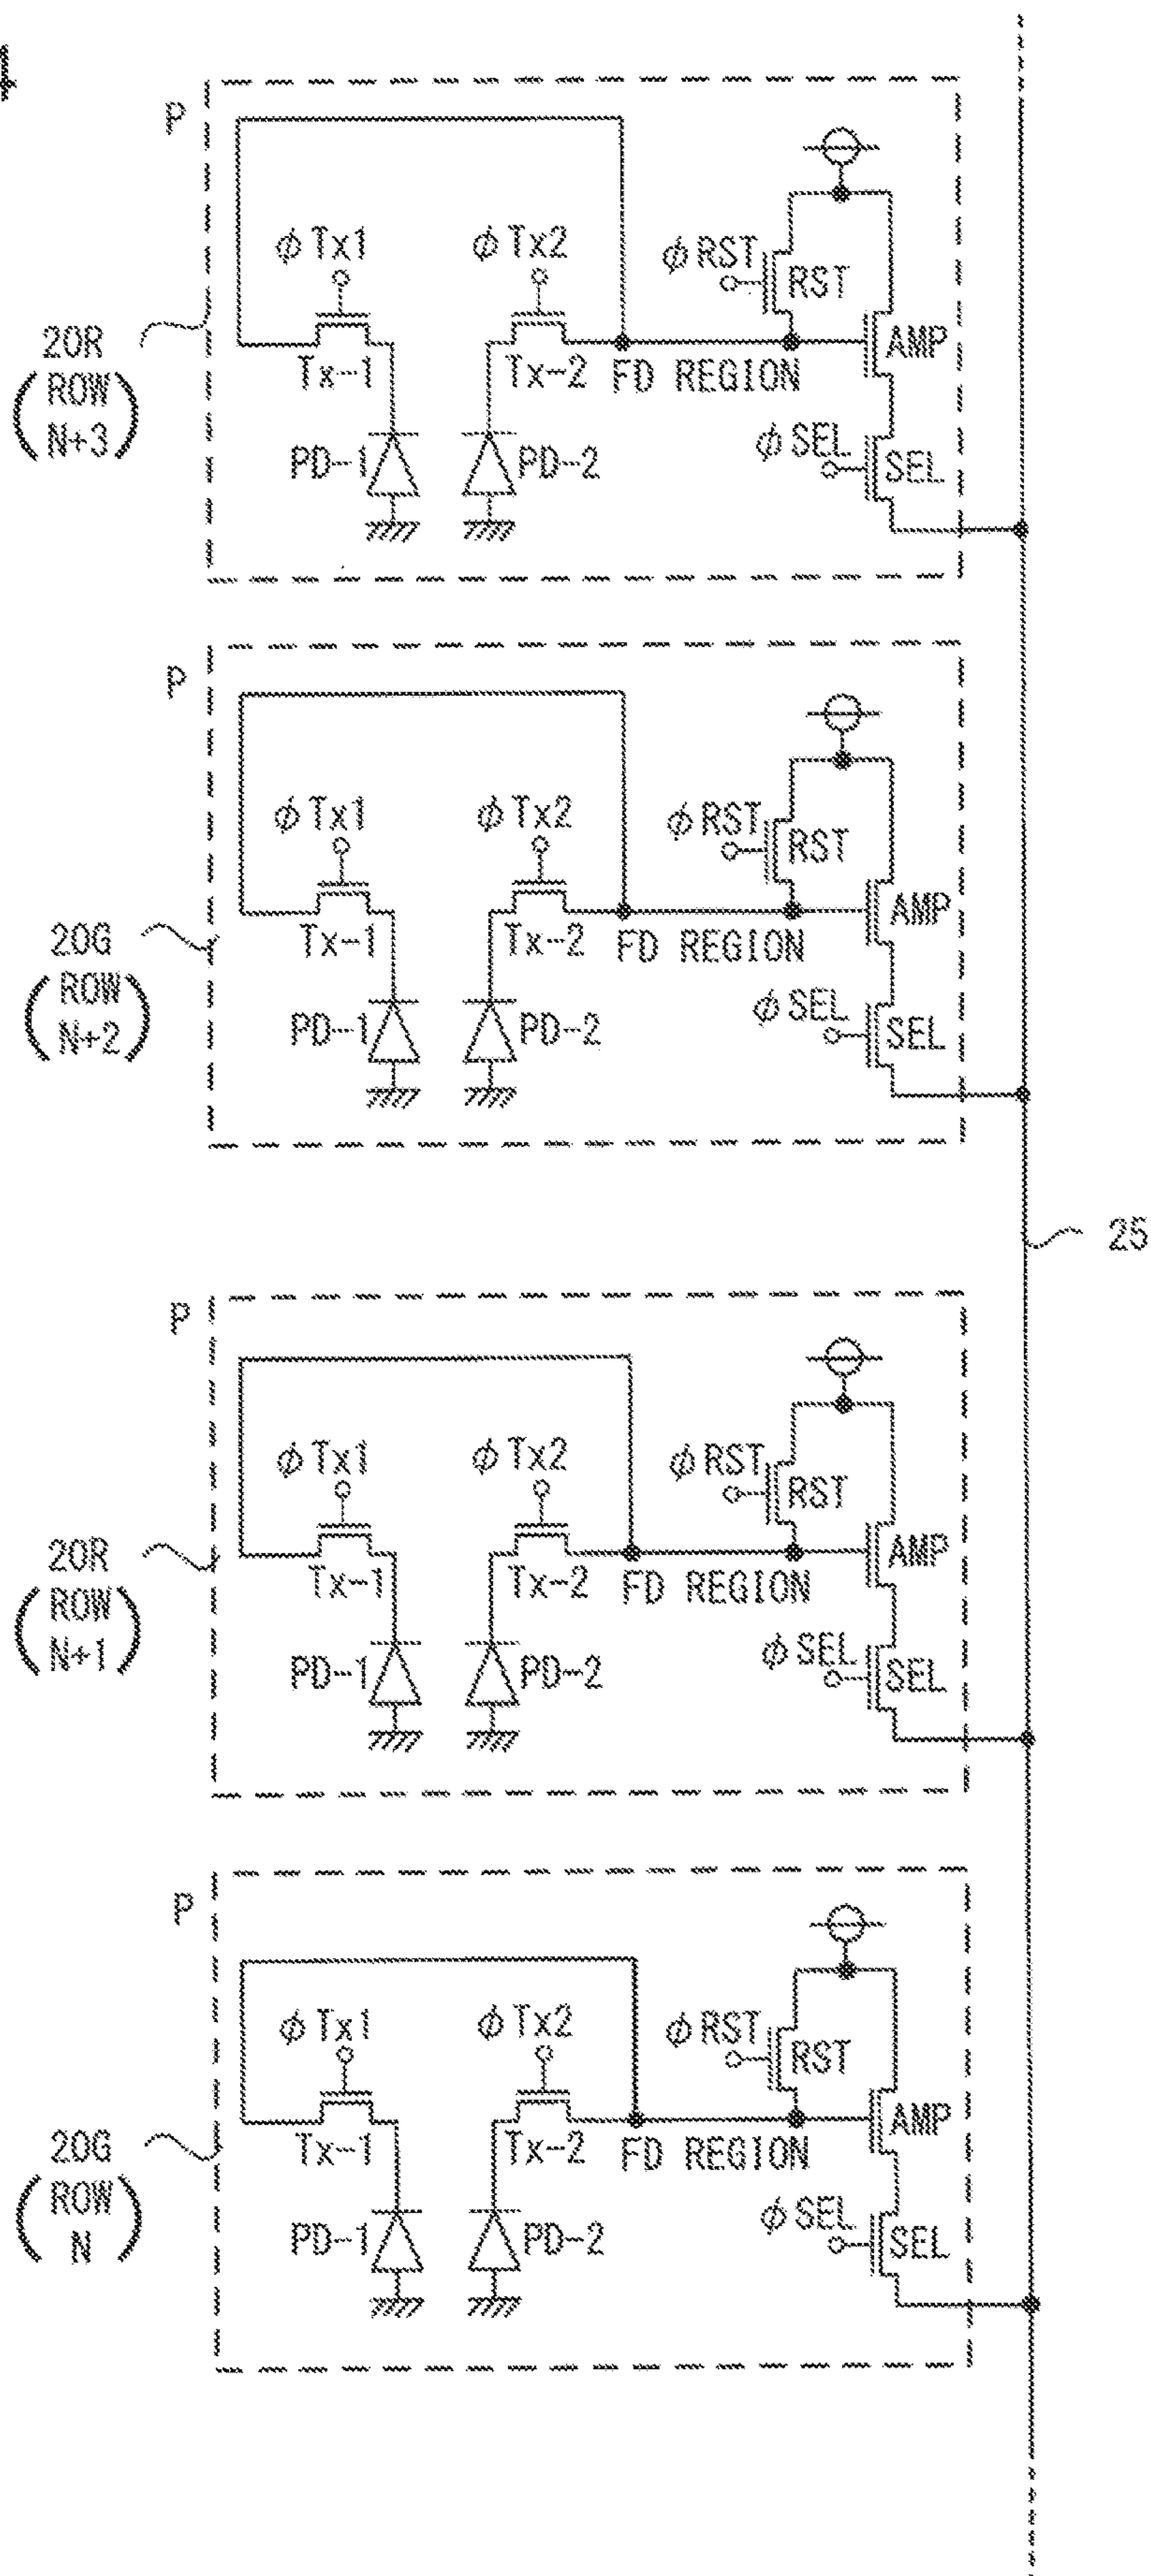 4
P
φTx1 φTx2 φRST RST
20R
(ROW N+3)
Tx-1 Tx-2 FD REGION AMP
φSEL
PD-1 PD-2 SEL
P
φTx1 φTx2 φRST RST
20G
(ROW N+2)
Tx-1 Tx-2 FD REGION AMP
φSEL
PD-1 PD-2 SEL
25
P
φTx1 φTx2 φRST RST
20R
(ROW N+1)
Tx-1 Tx-2 FD REGION AMP
φSEL
PD-1 PD-2 SEL
P
φTx1 φTx2 φRST RST
20G
(ROW N)
Tx-1 Tx-2 FD REGION AMP
φSEL
PD-1 PD-2 SEL